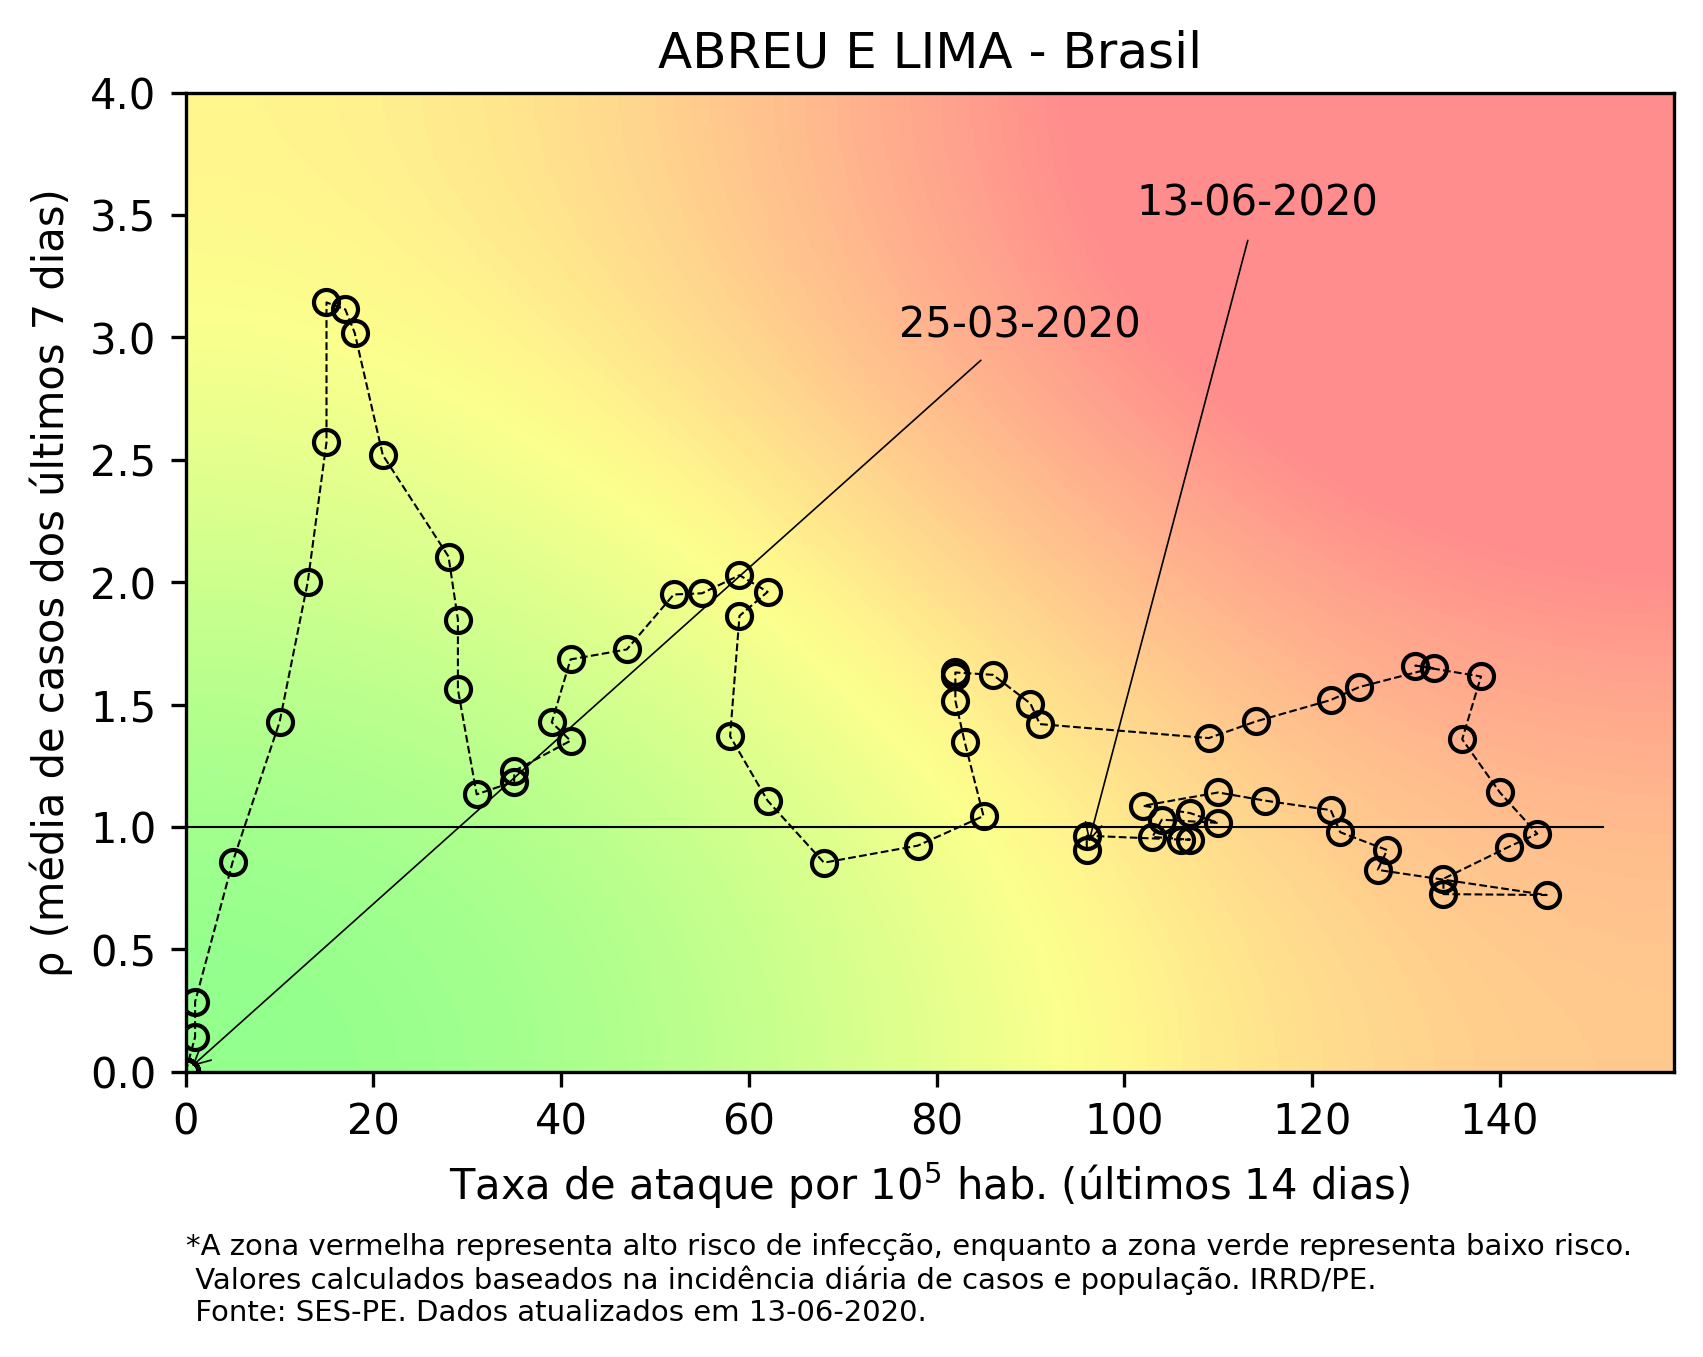 ABREU E LIMA - Brasil
4.0
3.5
3.0
2.5
2.0
1.5
1.0
0.5
0.0
ρ (média de casos dos últimos 7 dias)
13-06-2020
25-03-2020
0 20 40 60 80 100 120 140
Taxa de ataque por 10⁵ hab. (últimos 14 dias)
*A zona vermelha representa alto risco de infecção, enquanto a zona verde representa baixo risco.
Valores calculados baseados na incidência diária de casos e população. IRRD/PE.
Fonte: SES-PE. Dados atualizados em 13-06-2020.